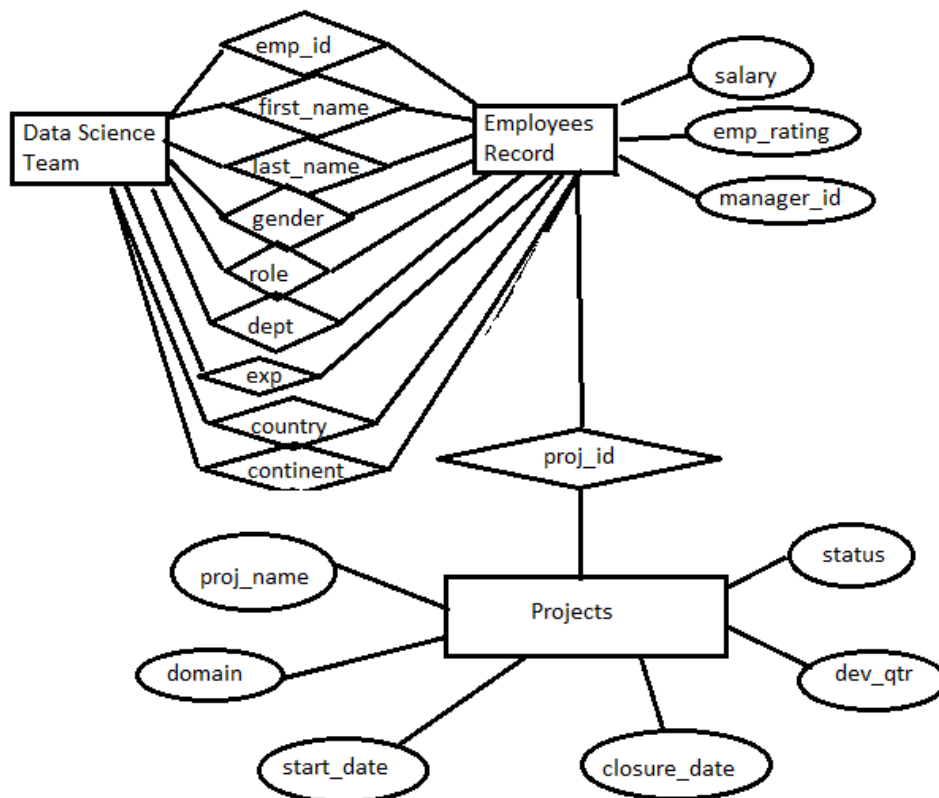 emp_id
salary
first_name
Data Science
Team
Employees
Record
emp_rating
last_name
manager_id
gender
role
dept
exp
country
continent
proj_id
status
proj_name
Projects
domain
dev_qtr
start_date
closure_date